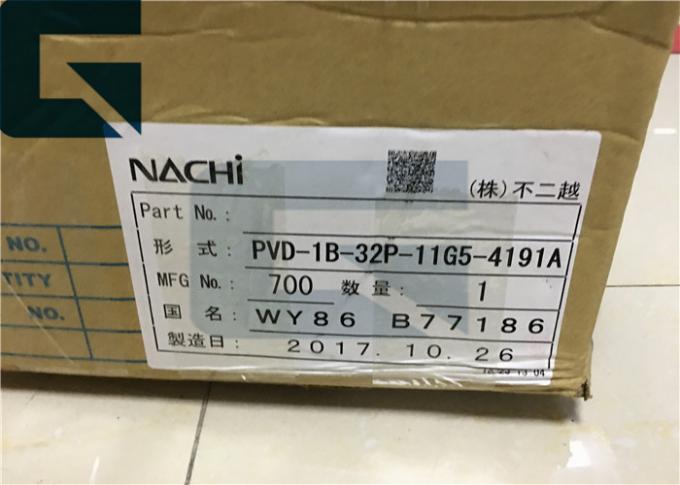 NACHi
(株)不二越
Part No.:
形 式: PVD-1B-32P-11G5-4191A
MFG No.: 700 数量: 1
国 名: WY86 B77186
製造日: 2017.10.26
NO.
TITY
NO.